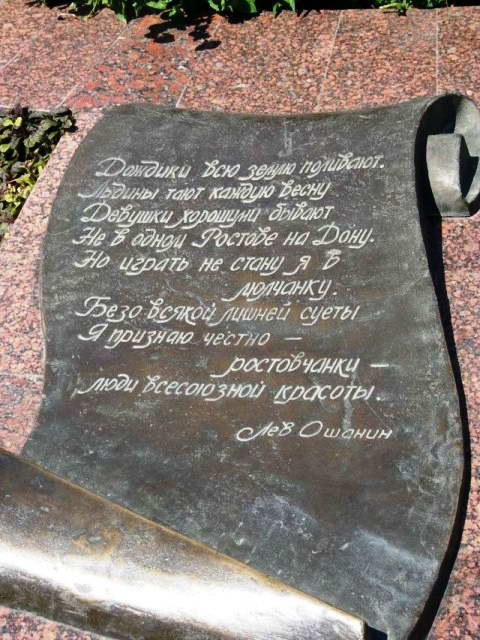 Дождики всю землю поливают.
Льдины тают каждую весну
Девушки хорошуни бывают
Не в одном Ростове на Дону.
Но играть не стану я в
молчанку.
Безо всякой лишней суеты
Я признаю честно —
ростовчанки —
люди всесоюзной красоты.
Лев Ошанин